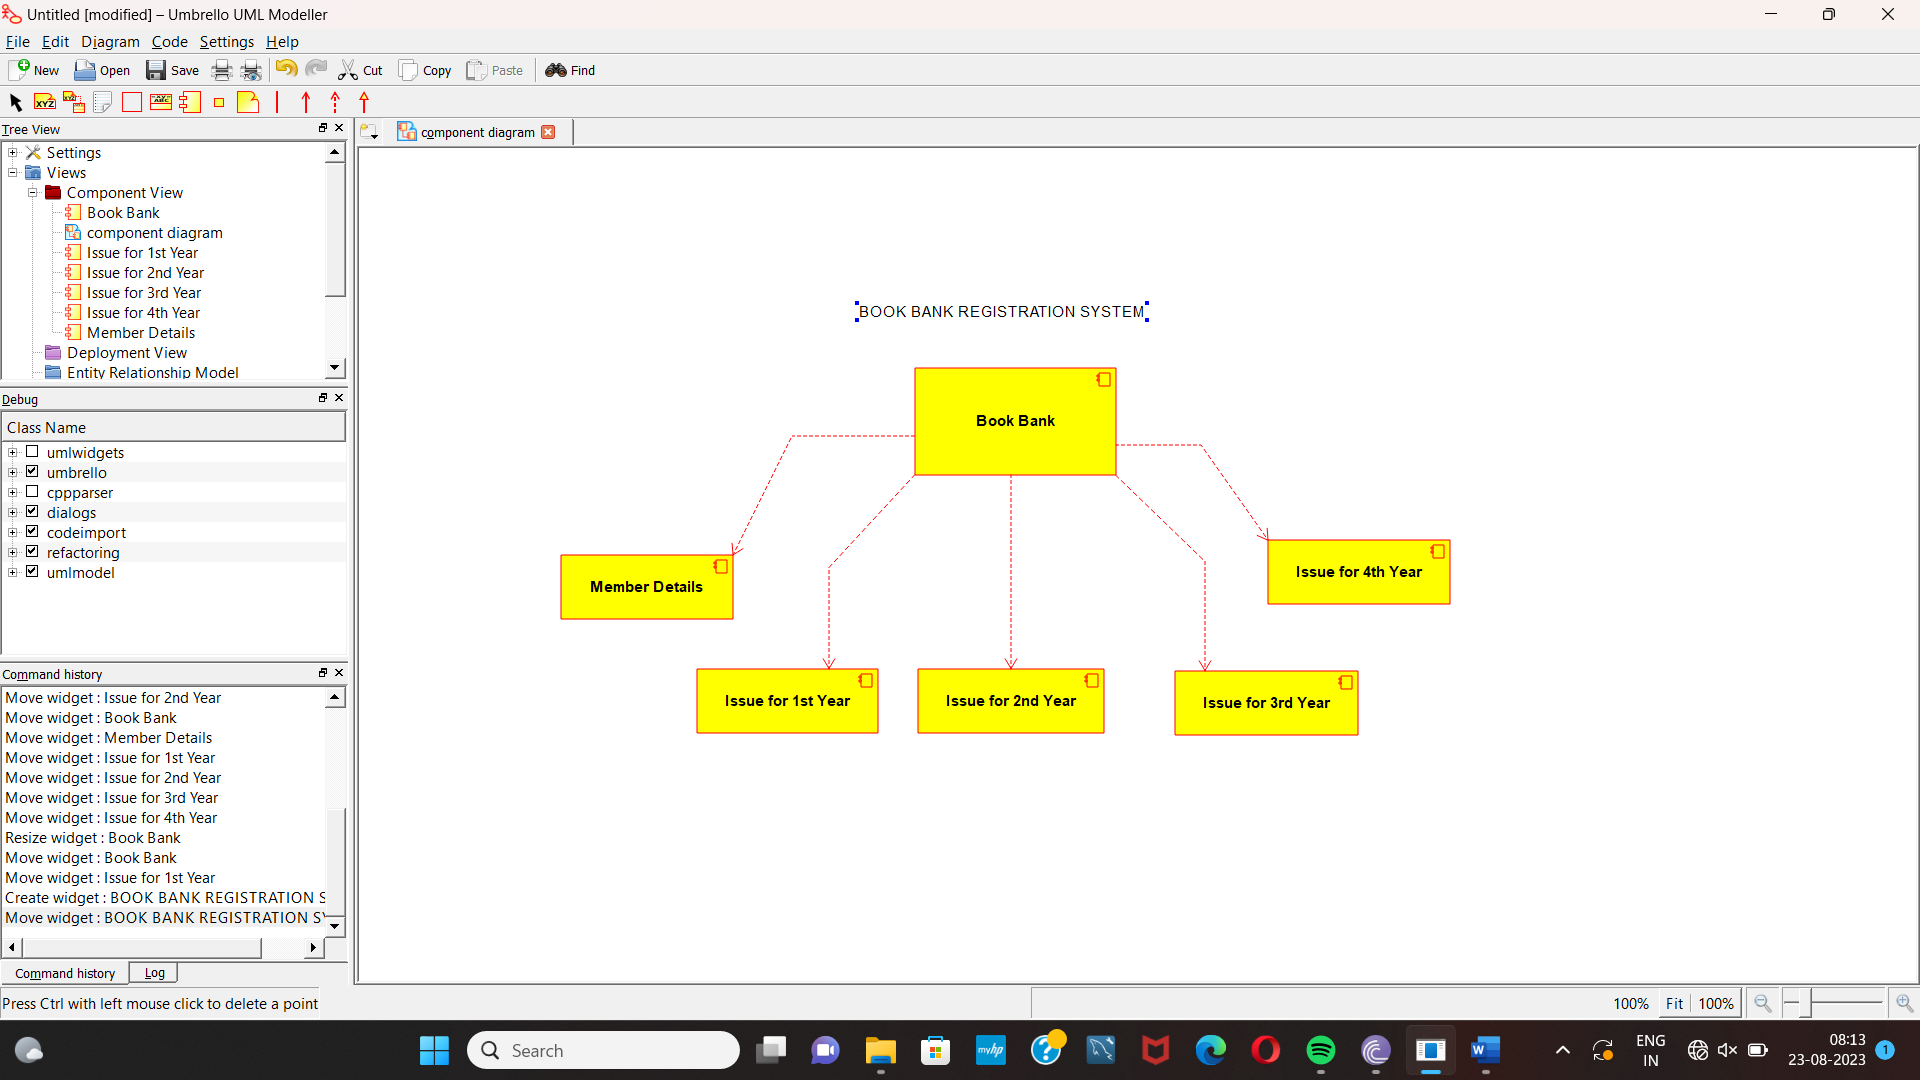 Untitled [modified] – Umbrello UML Modeller
File Edit Diagram Code Settings Help
New Open Save Cut Copy Paste Find
XYZ XYZ XYZ ABC
Tree View
component diagram
Settings
Views
Component View
Book Bank
component diagram
Issue for 1st Year
Issue for 2nd Year
Issue for 3rd Year
Issue for 4th Year
Member Details
Deployment View
Entity Relationship Model
Debug
Class Name
umlwidgets
umbrello
cppparser
dialogs
codeimport
refactoring
umlmodel
Command history
Move widget : Issue for 2nd Year
Move widget : Book Bank
Move widget : Member Details
Move widget : Issue for 1st Year
Move widget : Issue for 2nd Year
Move widget : Issue for 3rd Year
Move widget : Issue for 4th Year
Resize widget : Book Bank
Move widget : Book Bank
Move widget : Issue for 1st Year
Create widget : BOOK BANK REGISTRATION S
Move widget : BOOK BANK REGISTRATION SY
Command history Log
Press Ctrl with left mouse click to delete a point
BOOK BANK REGISTRATION SYSTEM
Book Bank
Member Details
Issue for 4th Year
Issue for 1st Year
Issue for 2nd Year
Issue for 3rd Year
100% Fit 100%
Search
myhp
?
W
ENG
IN
08:13
23-08-2023
1